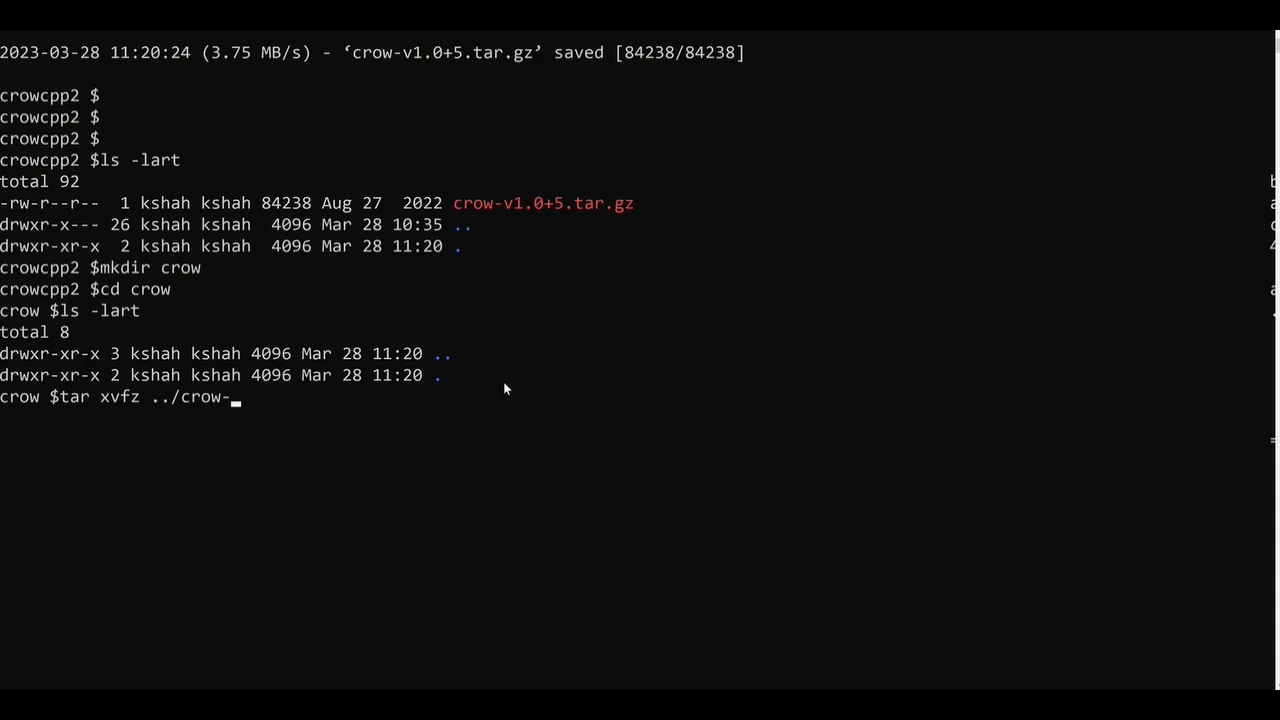 2023-03-28 11:20:24 (3.75 MB/s) - ‘crow-v1.0+5.tar.gz’ saved [84238/84238]
crowcpp2 $
crowcpp2 $
crowcpp2 $
crowcpp2 $ls -lart
total 92
-rw-r--r--  1 kshah kshah 84238 Aug 27  2022 crow-v1.0+5.tar.gz
drwxr-x--- 26 kshah kshah  4096 Mar 28 10:35 ..
drwxr-xr-x  2 kshah kshah  4096 Mar 28 11:20 .
crowcpp2 $mkdir crow
crowcpp2 $cd crow
crow $ls -lart
total 8
drwxr-xr-x 3 kshah kshah 4096 Mar 28 11:20 ..
drwxr-xr-x 2 kshah kshah 4096 Mar 28 11:20 .
crow $tar xvfz ../crow-